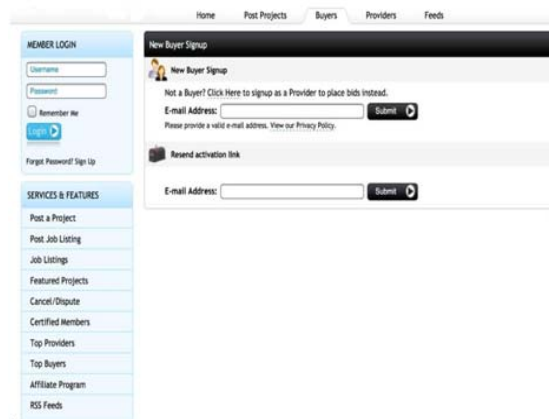 Home Post Projects Buyers Providers Feeds
MEMBER LOGIN
Username
Password
Remember Me
Login
Forgot Password? Sign Up
SERVICES & FEATURES
Post a Project
Post Job Listing
Job Listings
Featured Projects
Cancel/Dispute
Certified Members
Top Providers
Top Buyers
Affiliate Program
RSS Feeds
New Buyer Signup
New Buyer Signup
Not a Buyer? Click Here to signup as a Provider to place bids instead.
E-mail Address: Submit
Please provide a valid e-mail address. View our Privacy Policy.
Resend activation link
E-mail Address: Submit